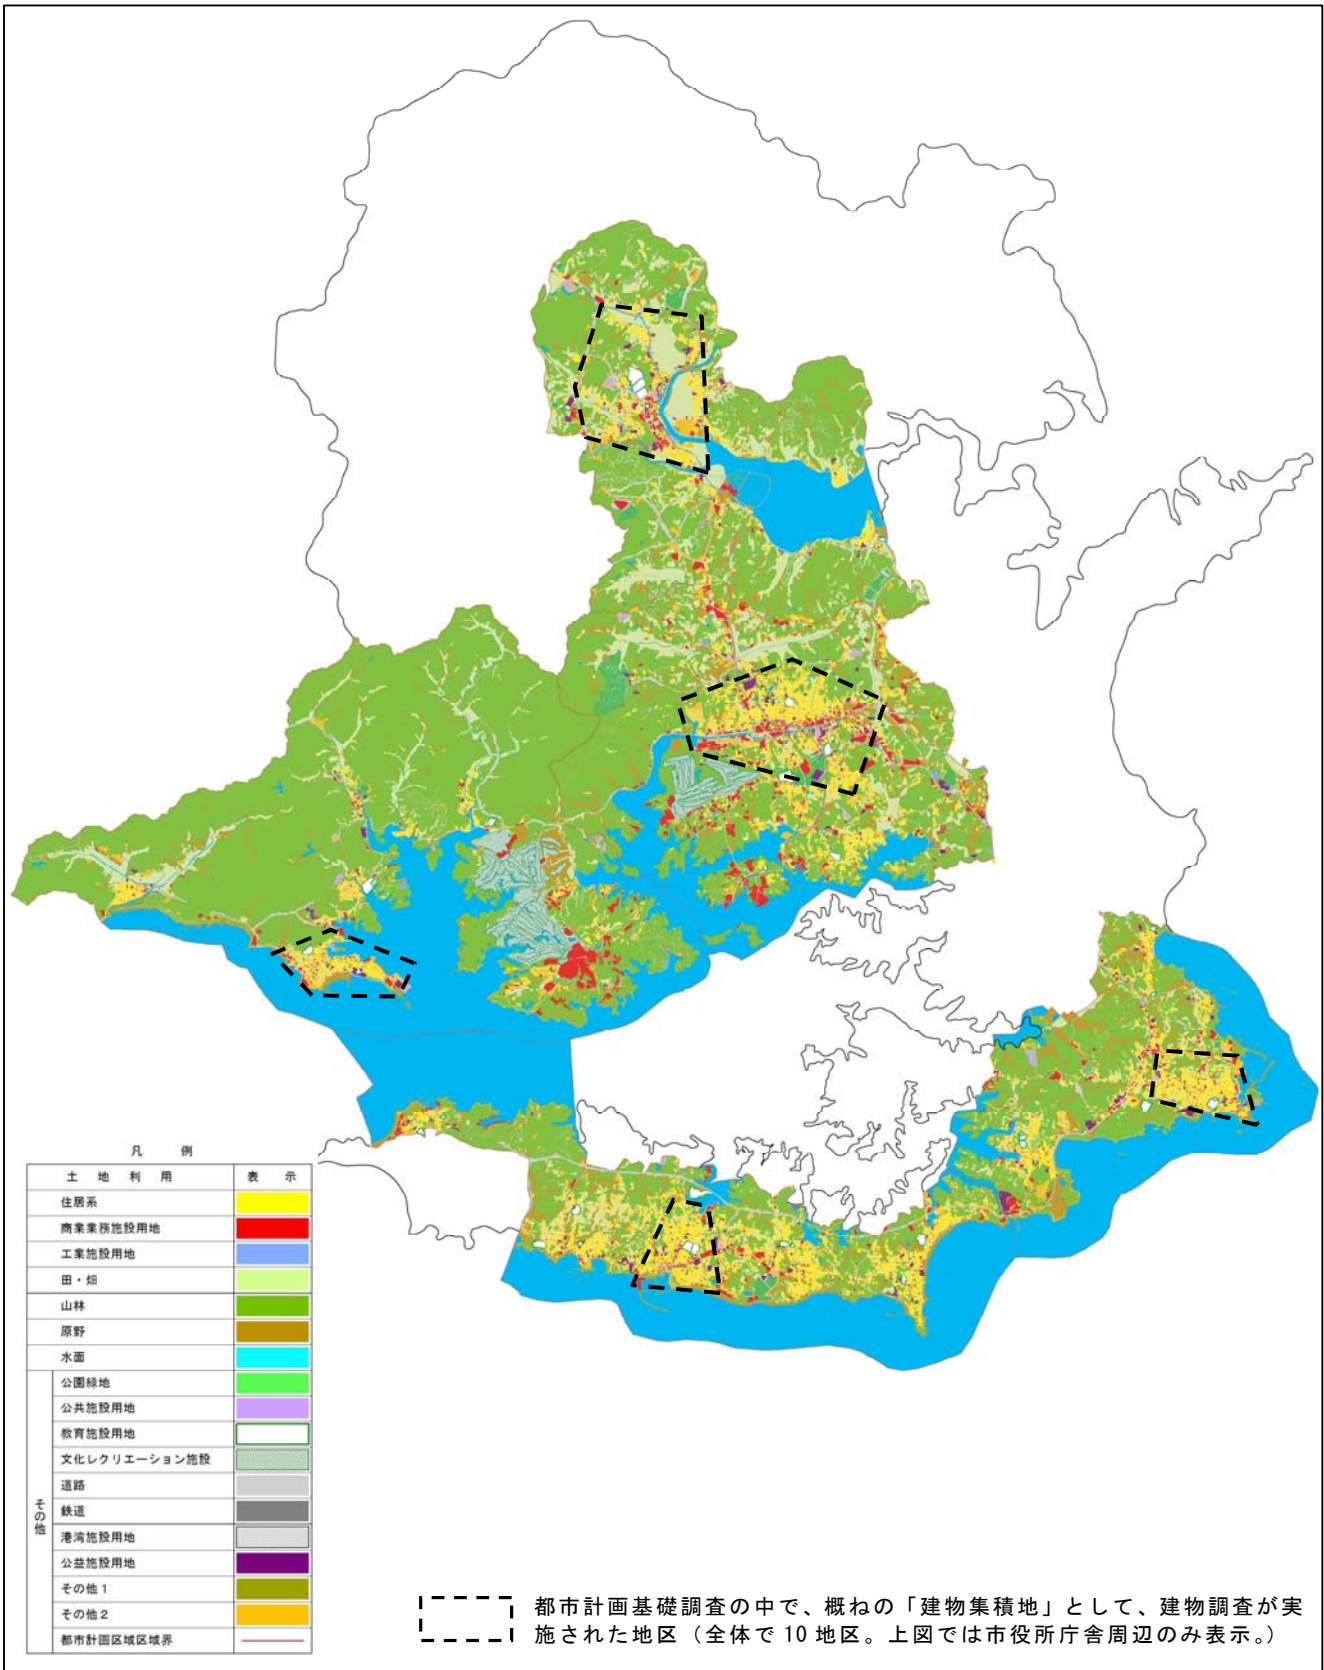 凡　例
土 地 利 用　表 示
住居系
商業業務施設用地
工業施設用地
田・畑
山林
原野
水面
その他
公園緑地
公共施設用地
教育施設用地
文化レクリエーション施設
道路
鉄道
港湾施設用地
公益施設用地
その他１
その他２
都市計画区域区域界
都市計画基礎調査の中で、概ねの「建物集積地」として、建物調査が実
施された地区（全体で 10 地区。上図では市役所庁舎周辺のみ表示。）